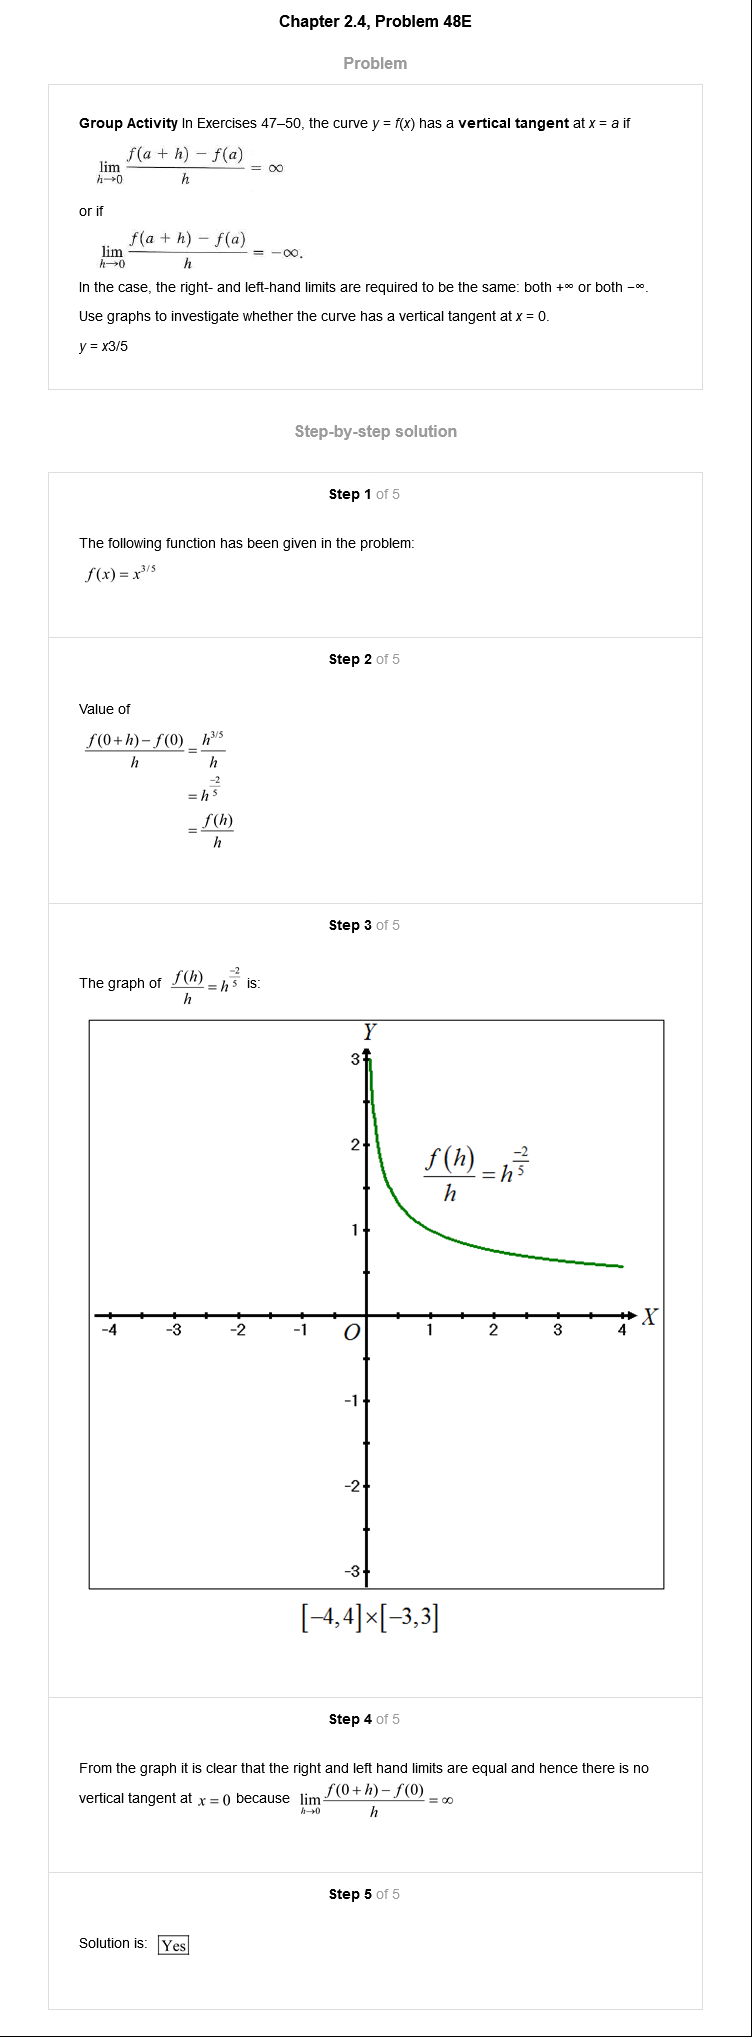 Chapter 2.4, Problem 48E
Problem
Group Activity In Exercises 47–50, the curve y = f(x) has a vertical tangent at x = a if
lim h→0 f(a + h) − f(a) / h = ∞
or if
lim h→0 f(a + h) − f(a) / h = −∞.
In the case, the right- and left-hand limits are required to be the same: both +∞ or both −∞.
Use graphs to investigate whether the curve has a vertical tangent at x = 0.
y = x3/5
Step-by-step solution
Step 1 of 5
The following function has been given in the problem:
f(x) = x^3/5
Step 2 of 5
Value of
f(0+h)−f(0) / h = h^3/5 / h
= h^−2/5
= f(h) / h
Step 3 of 5
The graph of f(h) / h = h^−2/5 is:
Y
3
2
f(h) / h = h^−2/5
1
-4 -3 -2 -1 O 1 2 3 4 X
-1
-2
-3
[−4,4]×[−3,3]
Step 4 of 5
From the graph it is clear that the right and left hand limits are equal and hence there is no
vertical tangent at x = 0 because lim h→0 f(0+h)−f(0) / h = ∞
Step 5 of 5
Solution is: Yes